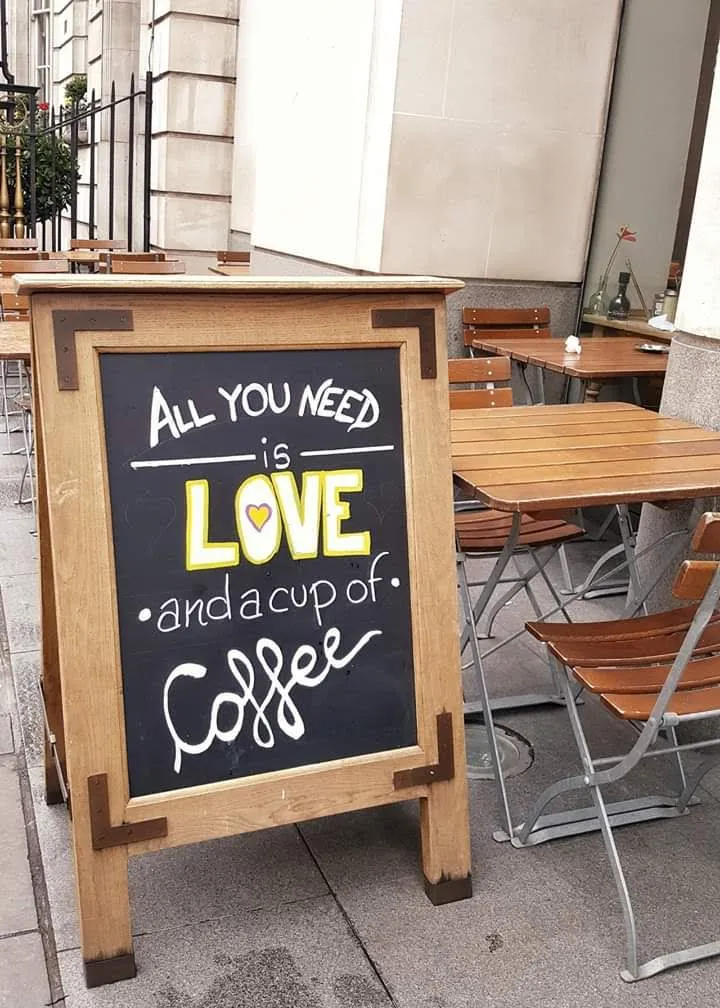 ALL YOU NEED
is
LOVE
•and a cup of•
Coffee